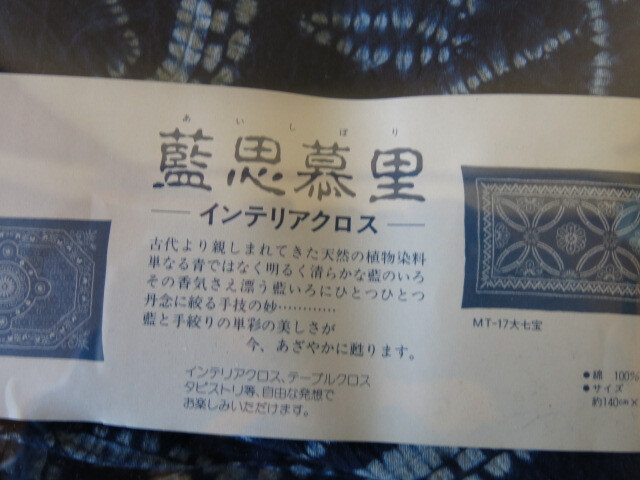 あいしぼり
藍思慕里
インテリアクロス
古代より親しまれてきた天然の植物染料
単なる青ではなく明るく清らかな藍のいろ
その香気さえ漂う藍いろにひとつひとつ
丹念に絞る手技の妙…………
藍と手絞りの単彩の美しさが
今、あざやかに甦ります。
インテリアクロス、テーブルクロス
タピストリ等、自由な発想で
お楽しみいただけます。
MT-17大七宝
●綿 100%
●サイズ
約140cm×